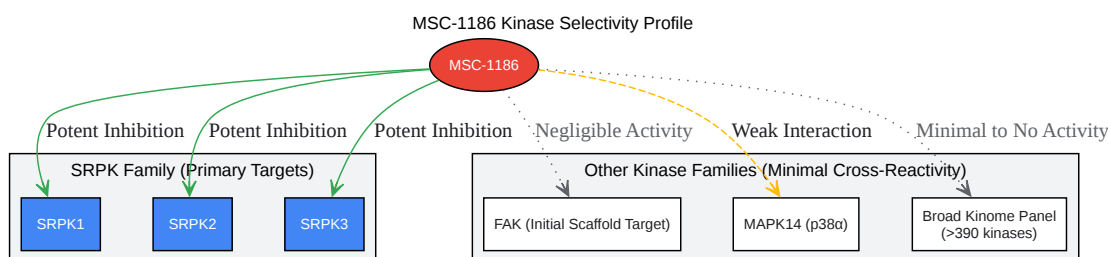 MSC-1186 Kinase Selectivity Profile
MSC-1186
Potent Inhibition
Potent Inhibition
Potent Inhibition
Negligible Activity
Weak Interaction
Minimal to No Activity
SRPK Family (Primary Targets)
Other Kinase Families (Minimal Cross-Reactivity)
SRPK1
SRPK2
SRPK3
FAK (Initial Scaffold Target)
MAPK14 (p38α)
Broad Kinome Panel
(>390 kinases)